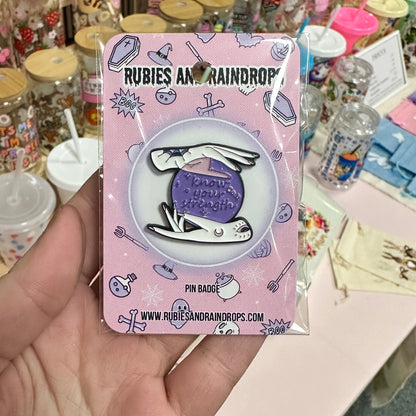 RUBIES AND RAINDROPS
BOO
know
your
strength
PIN BADGE
BOO
WWW.RUBIESANDRAINDROPS.COM